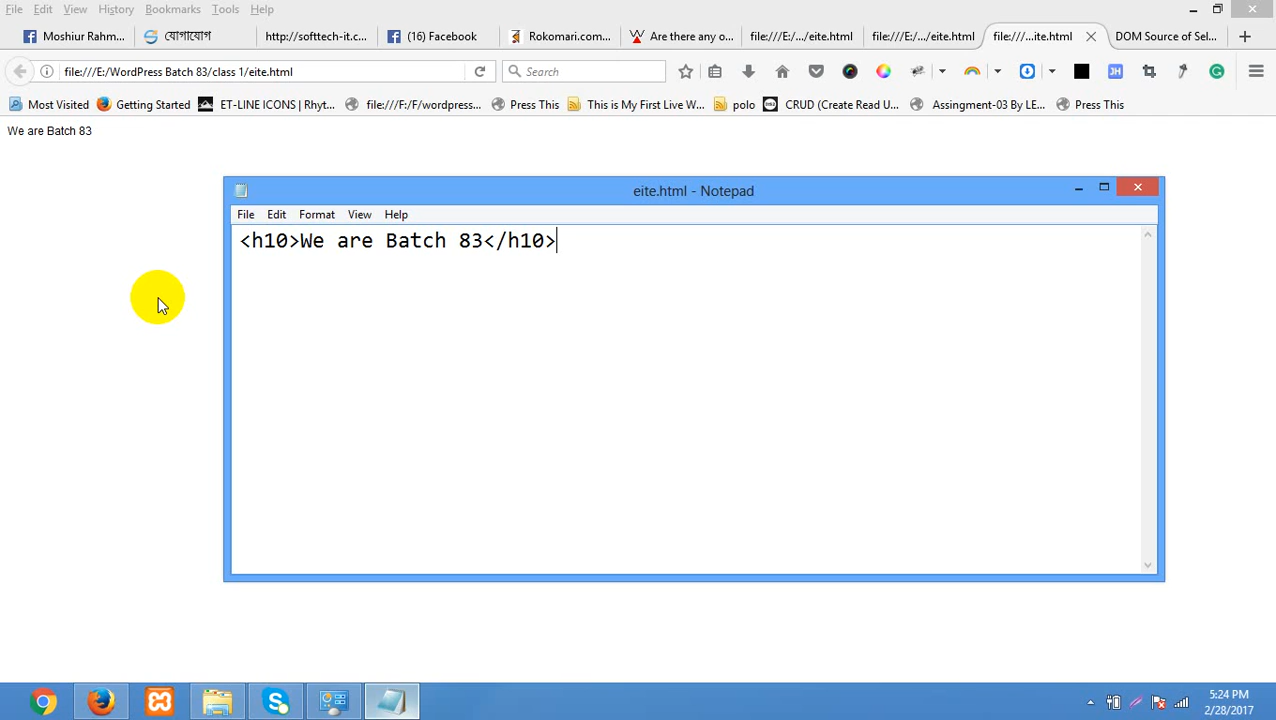 File Edit View History Bookmarks Tools Help
Moshiur Rahm... যোগাযোগ http://softtech-it.c... (16) Facebook Rokomari.com... Are there any o... file:///E:/.../eite.html file:///E:/.../eite.html file:///...ite.html DOM Source of Sel...
file:///E:/WordPress Batch 83/class 1/eite.html Search
Most Visited Getting Started ET-LINE ICONS | Rhyt... file:///F:/F/wordpress... Press This This is My First Live W... polo CRUD (Create Read U... Assingment-03 By LE... Press This
We are Batch 83
eite.html - Notepad
File Edit Format View Help
<h10>We are Batch 83</h10>
5:24 PM
2/28/2017